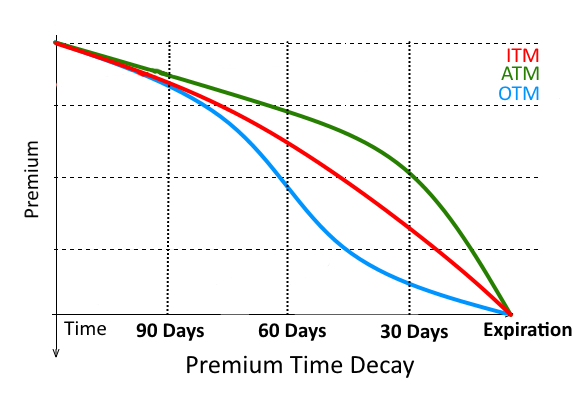 ITM
ATM
OTM
Premium
Time
90 Days
60 Days
30 Days
Expiration
Premium Time Decay